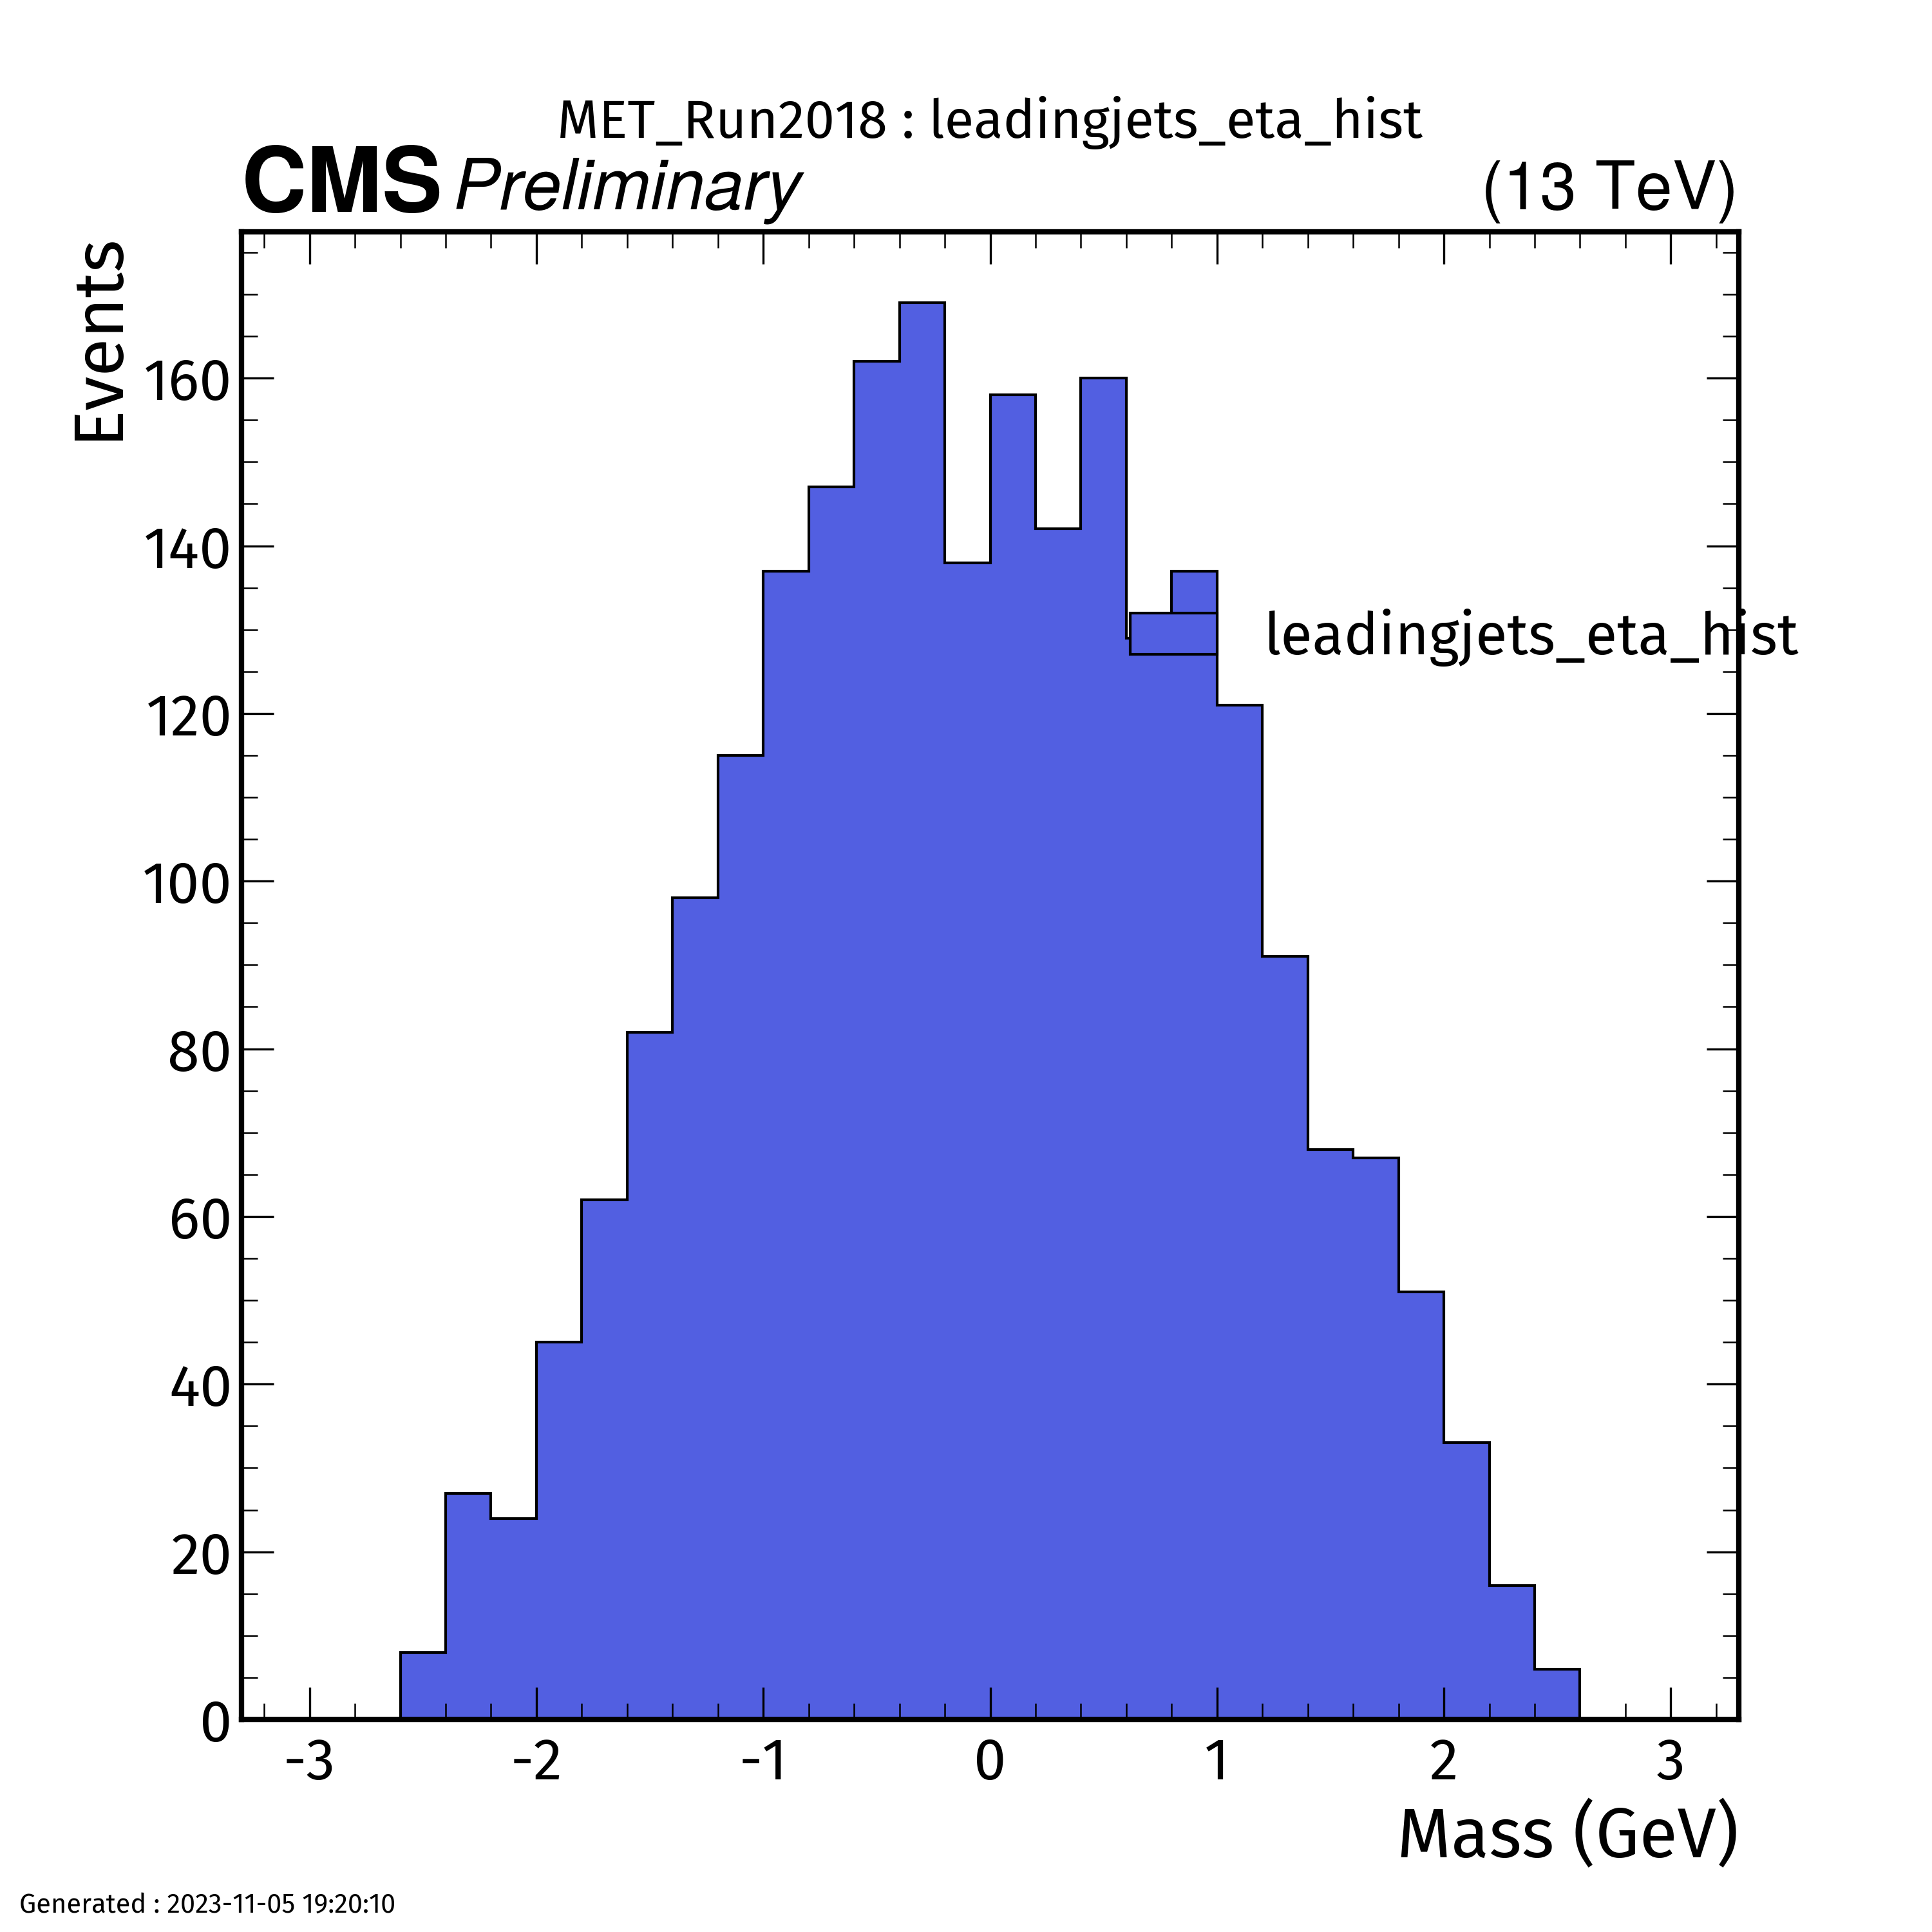 MET_Run2018 : leadingjets_eta_hist
CMS Preliminary (13 TeV)
Events
160
140
leadingjets_eta_hist
120
100
80
60
40
20
0
-3 -2 -1 0 1 2 3
Mass (GeV)
Generated : 2023-11-05 19:20:10